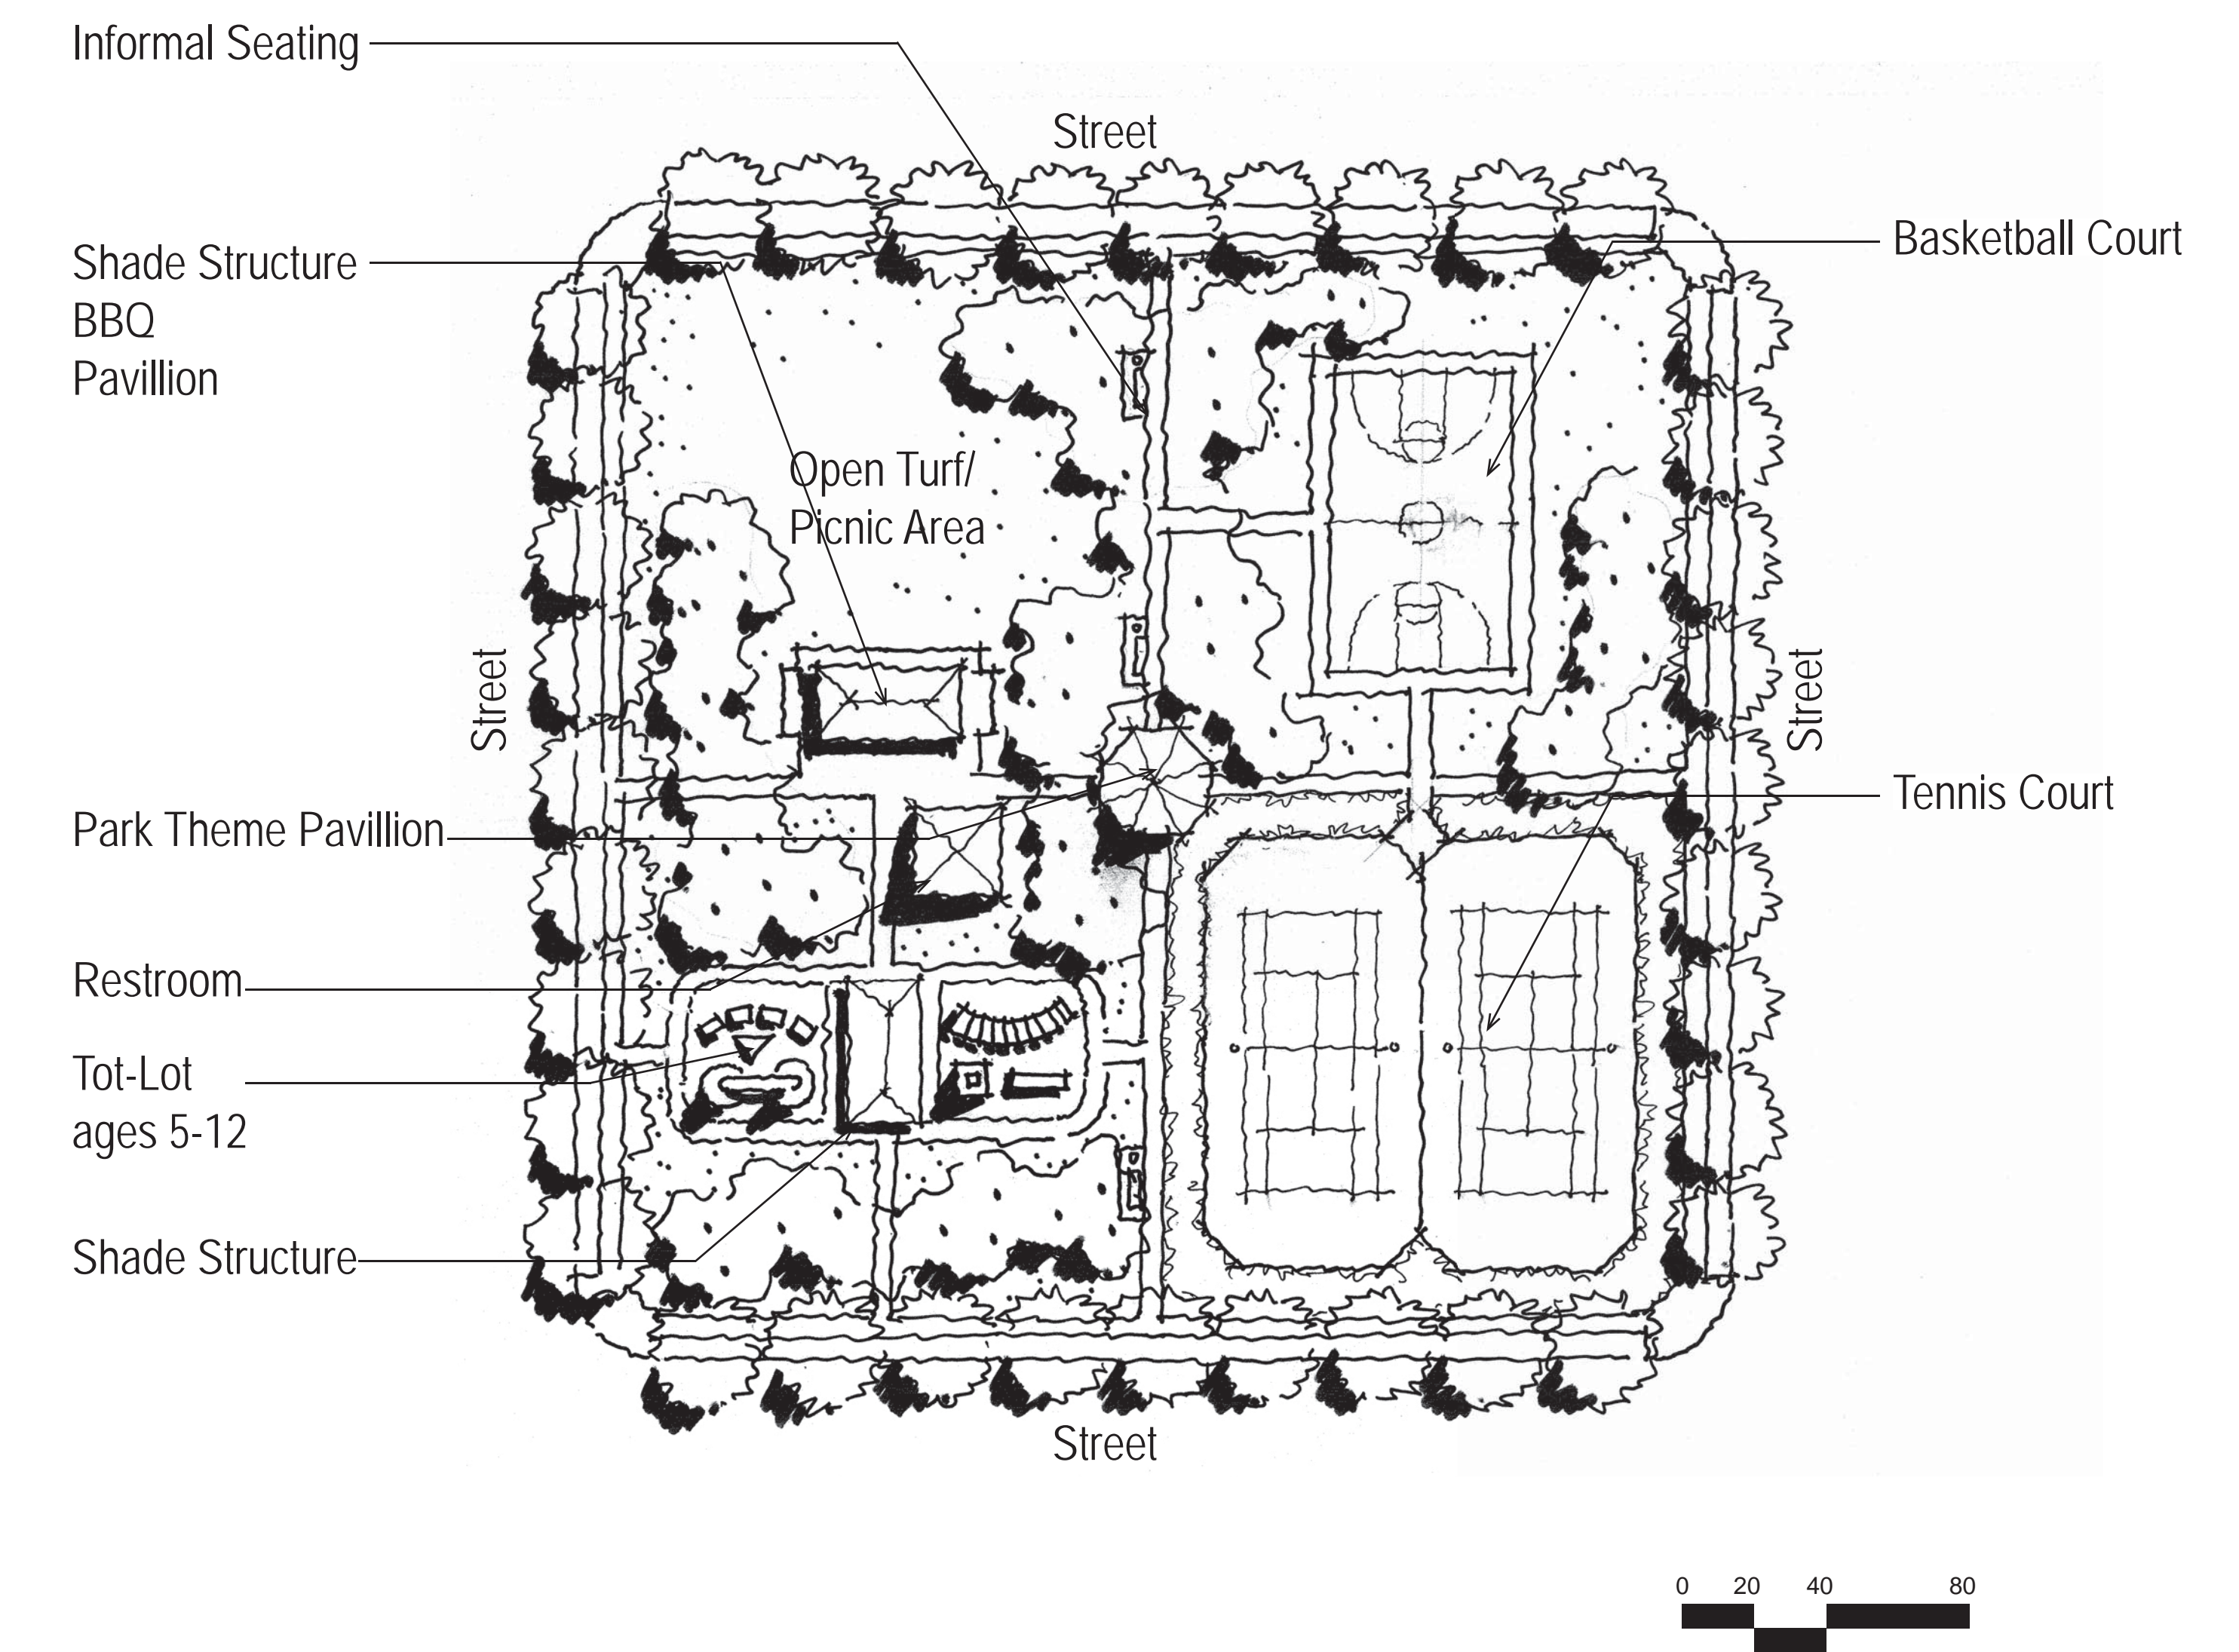 Informal Seating
Street
Basketball Court
Shade Structure
BBQ
Pavillion
Open Turf/
Picnic Area
Street
Street
Tennis Court
Park Theme Pavillion
Restroom
Tot-Lot
ages 5-12
Shade Structure
Street
0 20 40 80